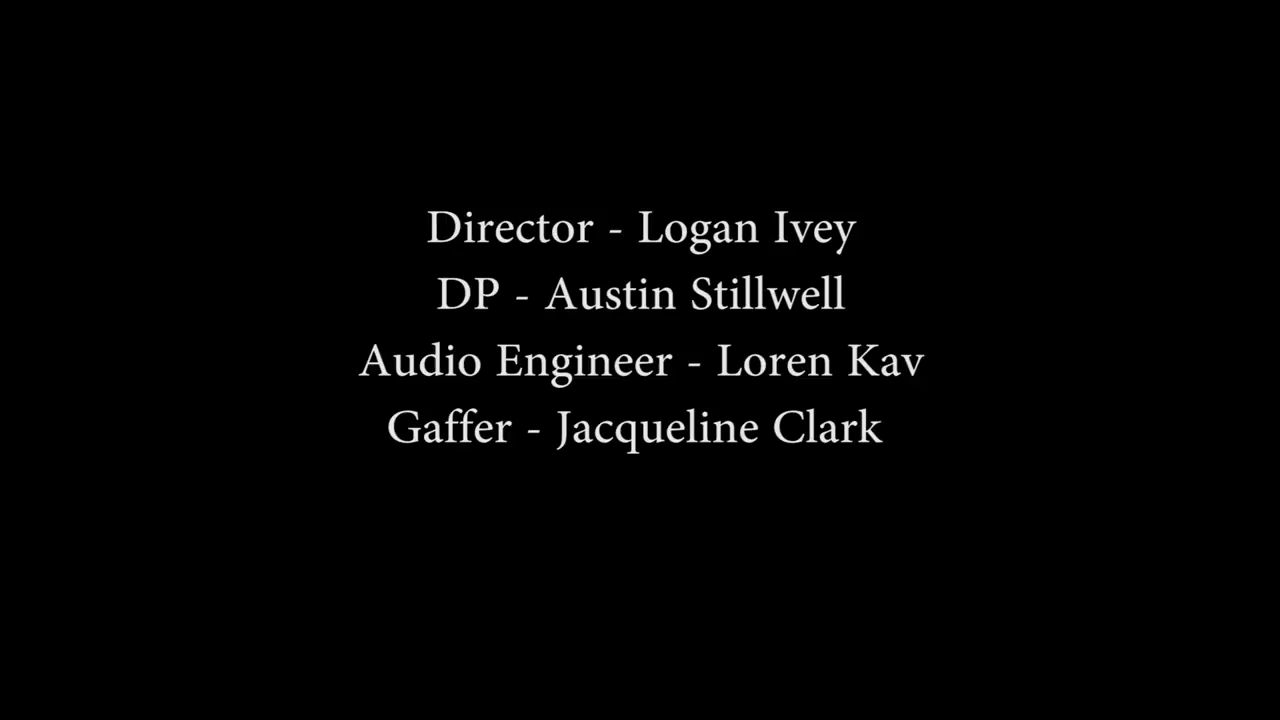 Director - Logan Ivey
DP - Austin Stillwell
Audio Engineer - Loren Kav
Gaffer - Jacqueline Clark